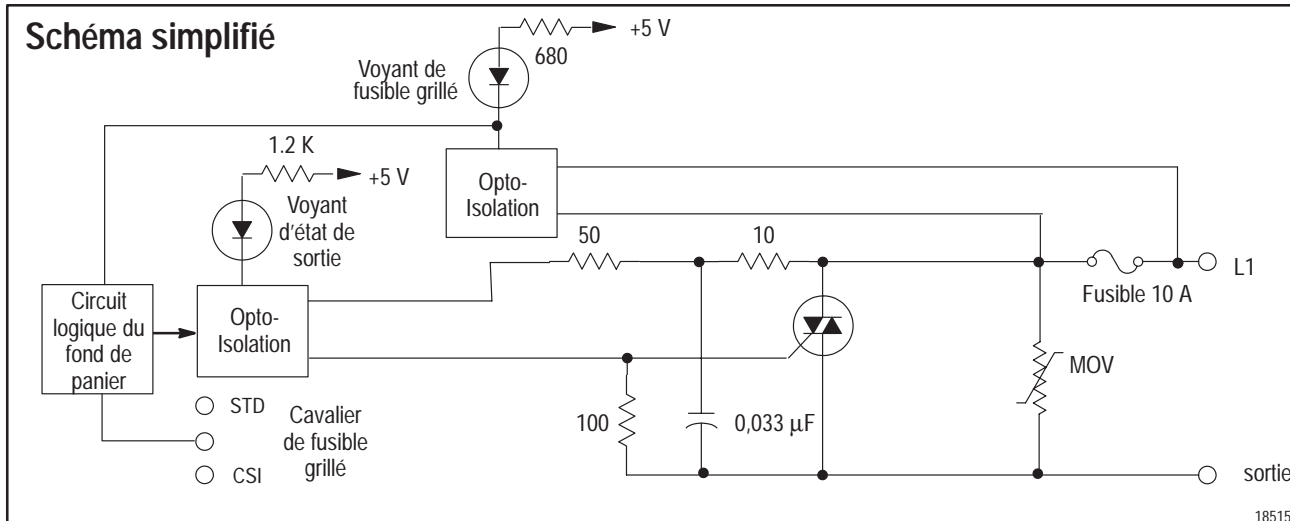 Schéma simplifié
+5 V
680
Voyant de
fusible grillé
1.2 K
+5 V
Voyant
d'état de
sortie
Opto-
Isolation
50
10
L1
Fusible 10 A
Circuit
logique du
fond de
panier
Opto-
Isolation
MOV
STD
Cavalier
de fusible
grillé
CSI
100
0,033 µF
sortie
18515